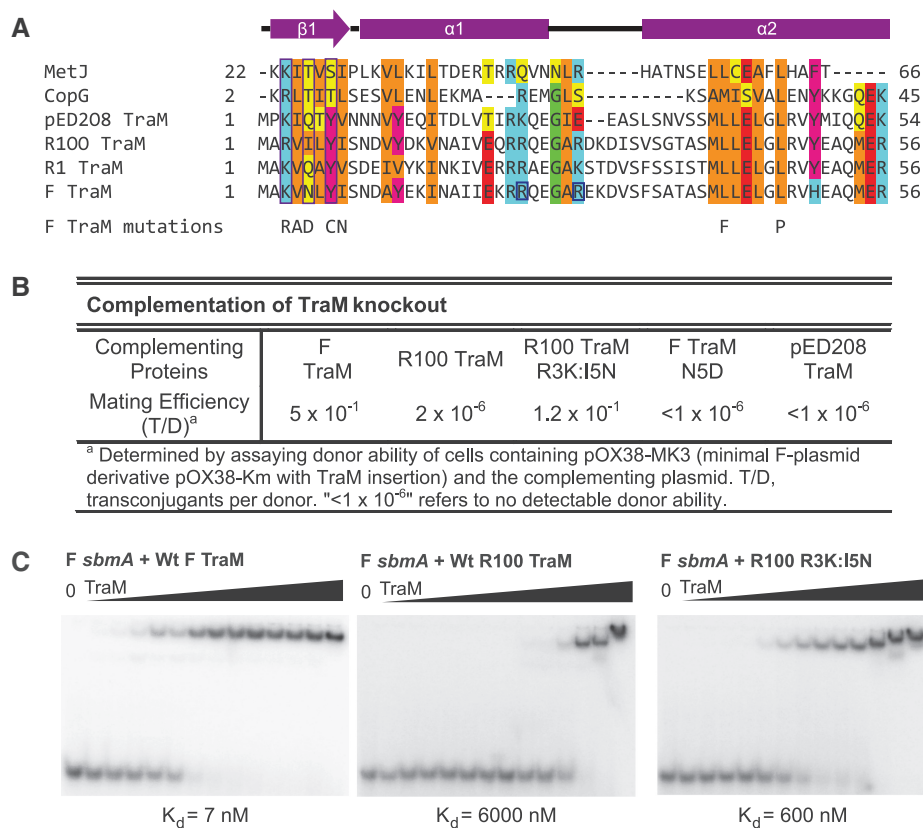 A
β1 α1 α2
MetJ 22 -KKITVSIPLKVLKILTDERTRRQVNNLR-----HATNSELLCEAFLHAFT----- 66
CopG 2 -KRLTITLSESVLENLEKMA---REMGLS---------KSAMISVALENYKKGQEK 45
pED208 TraM 1 MPKIQTYVNNNVYEQITDLVTIRKQEGIE--EASLSNVSSMLLELGLRVYMIQQEK 54
R100 TraM 1 MARVILYISNDVYDKVNAIVEQRRQEGARDKDISVSGTASMLLELGLRVYEAQMER 56
R1 TraM 1 MAKVQAYVSDEIVYKINKIVERRRAEGAKSTDVSFSSISTMLLELGLRVYEAQMER 56
F TraM 1 MAKVNLYISNDAYEKINAIIEKRRQEGAREKDVSFSATASMLLELGLRVHEAQMER 56
F TraM mutations RAD CN F P
B
Complementation of TraM knockout
Complementing Proteins F TraM R100 TraM R100 TraM R3K:I5N F TraM N5D pED208 TraM
Mating Efficiency (T/D)ᵃ 5 x 10⁻¹ 2 x 10⁻⁶ 1.2 x 10⁻¹ <1 x 10⁻⁶ <1 x 10⁻⁶
ᵃ Determined by assaying donor ability of cells containing pOX38-MK3 (minimal F-plasmid
derivative pOX38-Km with TraM insertion) and the complementing plasmid. T/D,
transconjugants per donor. "<1 x 10⁻⁶" refers to no detectable donor ability.
C
F sbmA + Wt F TraM F sbmA + Wt R100 TraM F sbmA + R100 R3K:I5N
0 TraM 0 TraM 0 TraM
K_d = 7 nM K_d = 6000 nM K_d = 600 nM